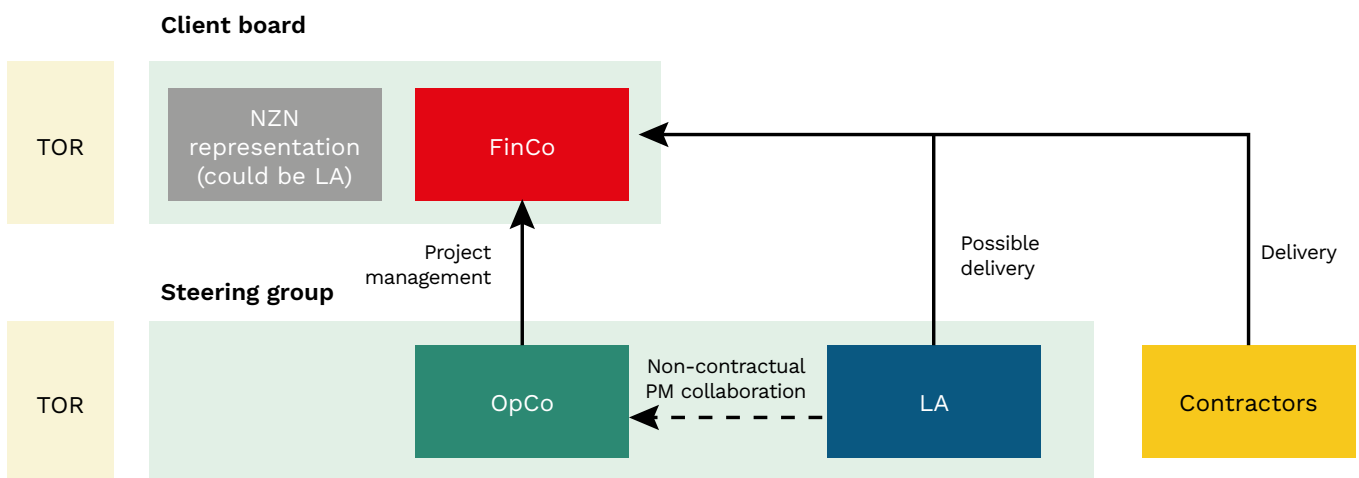 Client board
TOR
NZN
representation
(could be LA)
FinCo
Project
management
Possible
delivery
Delivery
Steering group
TOR
OpCo
Non-contractual
PM collaboration
LA
Contractors